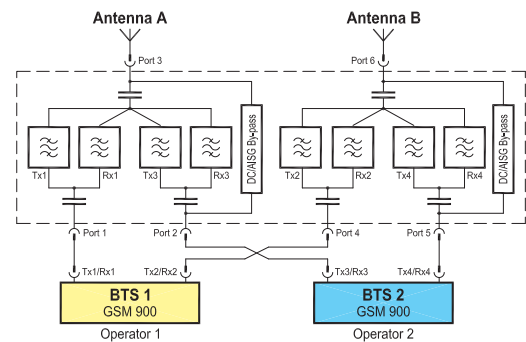 Antenna A Antenna B
Port 3 Port 6
DC/AISG By-pass DC/AISG By-pass
Tx1 Rx1 Tx3 Rx3 Tx2 Rx2 Tx4 Rx4
Port 1 Port 2 Port 4 Port 5
Tx1/Rx1 Tx2/Rx2 Tx3/Rx3 Tx4/Rx4
BTS 1 BTS 2
GSM 900 GSM 900
Operator 1 Operator 2